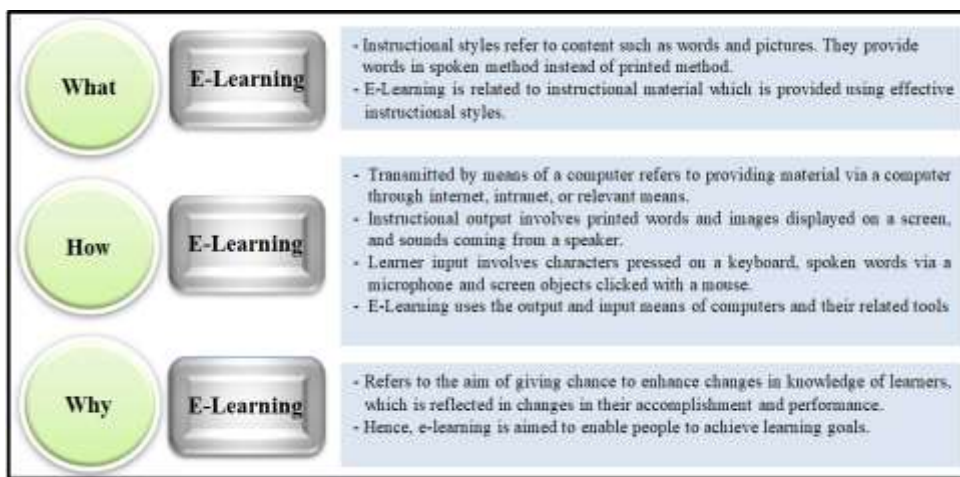 What
E-Learning
- Instructional styles refer to content such as words and pictures. They provide
words in spoken method instead of printed method.
- E-Learning is related to instructional material which is provided using effective
instructional styles.
How
E-Learning
- Transmitted by means of a computer refers to providing material via a computer
through internet, intranet, or relevant means.
- Instructional output involves printed words and images displayed on a screen,
and sounds coming from a speaker.
- Learner input involves characters pressed on a keyboard, spoken words via a
microphone and screen objects clicked with a mouse.
- E-Learning uses the output and input means of computers and their related tools
Why
E-Learning
- Refers to the aim of giving chance to enhance changes in knowledge of learners,
which is reflected in changes in their accomplishment and performance.
- Hence, e-learning is aimed to enable people to achieve learning goals.